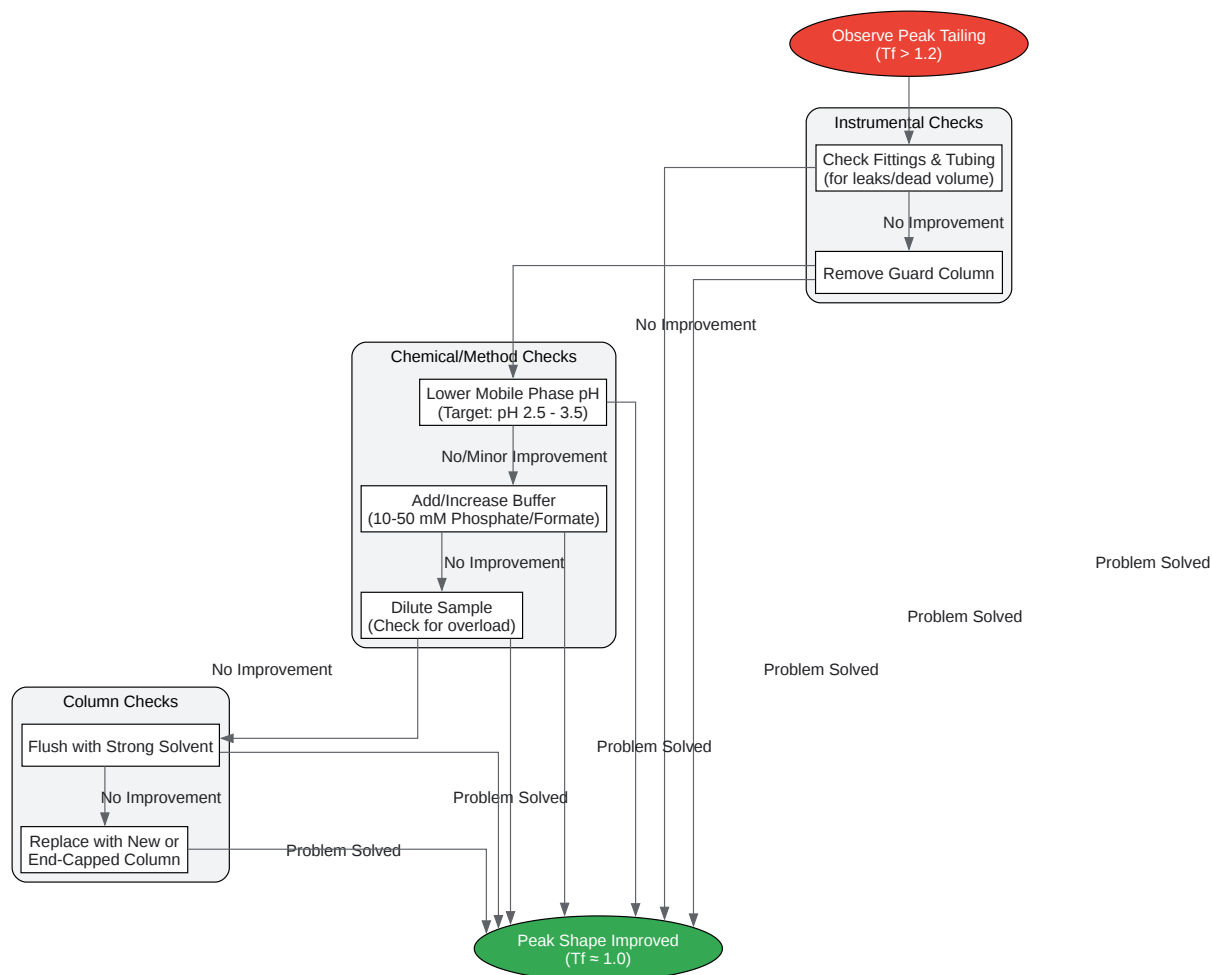 Observe Peak Tailing
(Tf > 1.2)
Instrumental Checks
Check Fittings & Tubing
(for leaks/dead volume)
No Improvement
Remove Guard Column
No Improvement
Chemical/Method Checks
Lower Mobile Phase pH
(Target: pH 2.5 - 3.5)
No/Minor Improvement
Add/Increase Buffer
(10-50 mM Phosphate/Formate)
No Improvement
Problem Solved
Dilute Sample
(Check for overload)
Problem Solved
No Improvement
Problem Solved
Column Checks
Flush with Strong Solvent
Problem Solved
No Improvement
Problem Solved
Replace with New or
End-Capped Column
Problem Solved
Peak Shape Improved
(Tf ≈ 1.0)